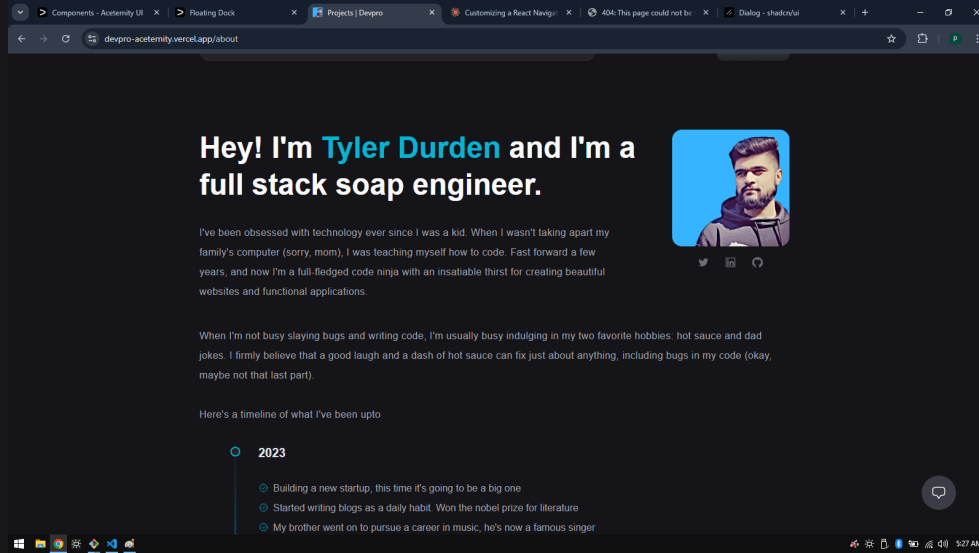 Components - Aceternity UI
Floating Dock
Projects | Devpro
Customizing a React Navigat
404: This page could not be
Dialog - shadcn/ui
devpro-aceternity.vercel.app/about
P
Hey! I'm Tyler Durden and I'm a
full stack soap engineer.
I've been obsessed with technology ever since I was a kid. When I wasn't taking apart my
family's computer (sorry, mom), I was teaching myself how to code. Fast forward a few
years, and now I'm a full-fledged code ninja with an insatiable thirst for creating beautiful
websites and functional applications.
When I'm not busy slaying bugs and writing code, I'm usually busy indulging in my two favorite hobbies: hot sauce and dad
jokes. I firmly believe that a good laugh and a dash of hot sauce can fix just about anything, including bugs in my code (okay,
maybe not that last part).
Here's a timeline of what I've been upto
2023
Building a new startup, this time it's going to be a big one
Started writing blogs as a daily habit. Won the nobel prize for literature
My brother went on to pursue a career in music, he's now a famous singer
5:27 AM